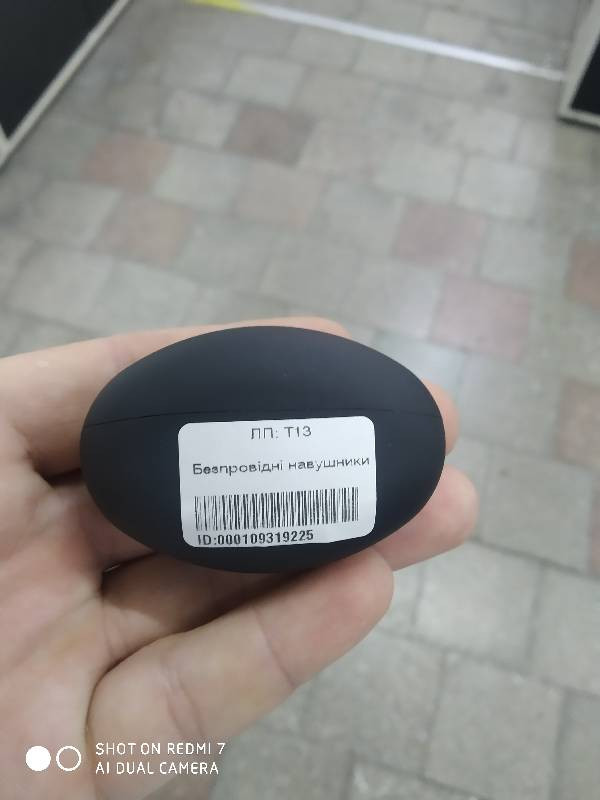 ЛП: Т13
Безпровідні навушники
ID:000109319225
SHOT ON REDMI 7
AI DUAL CAMERA